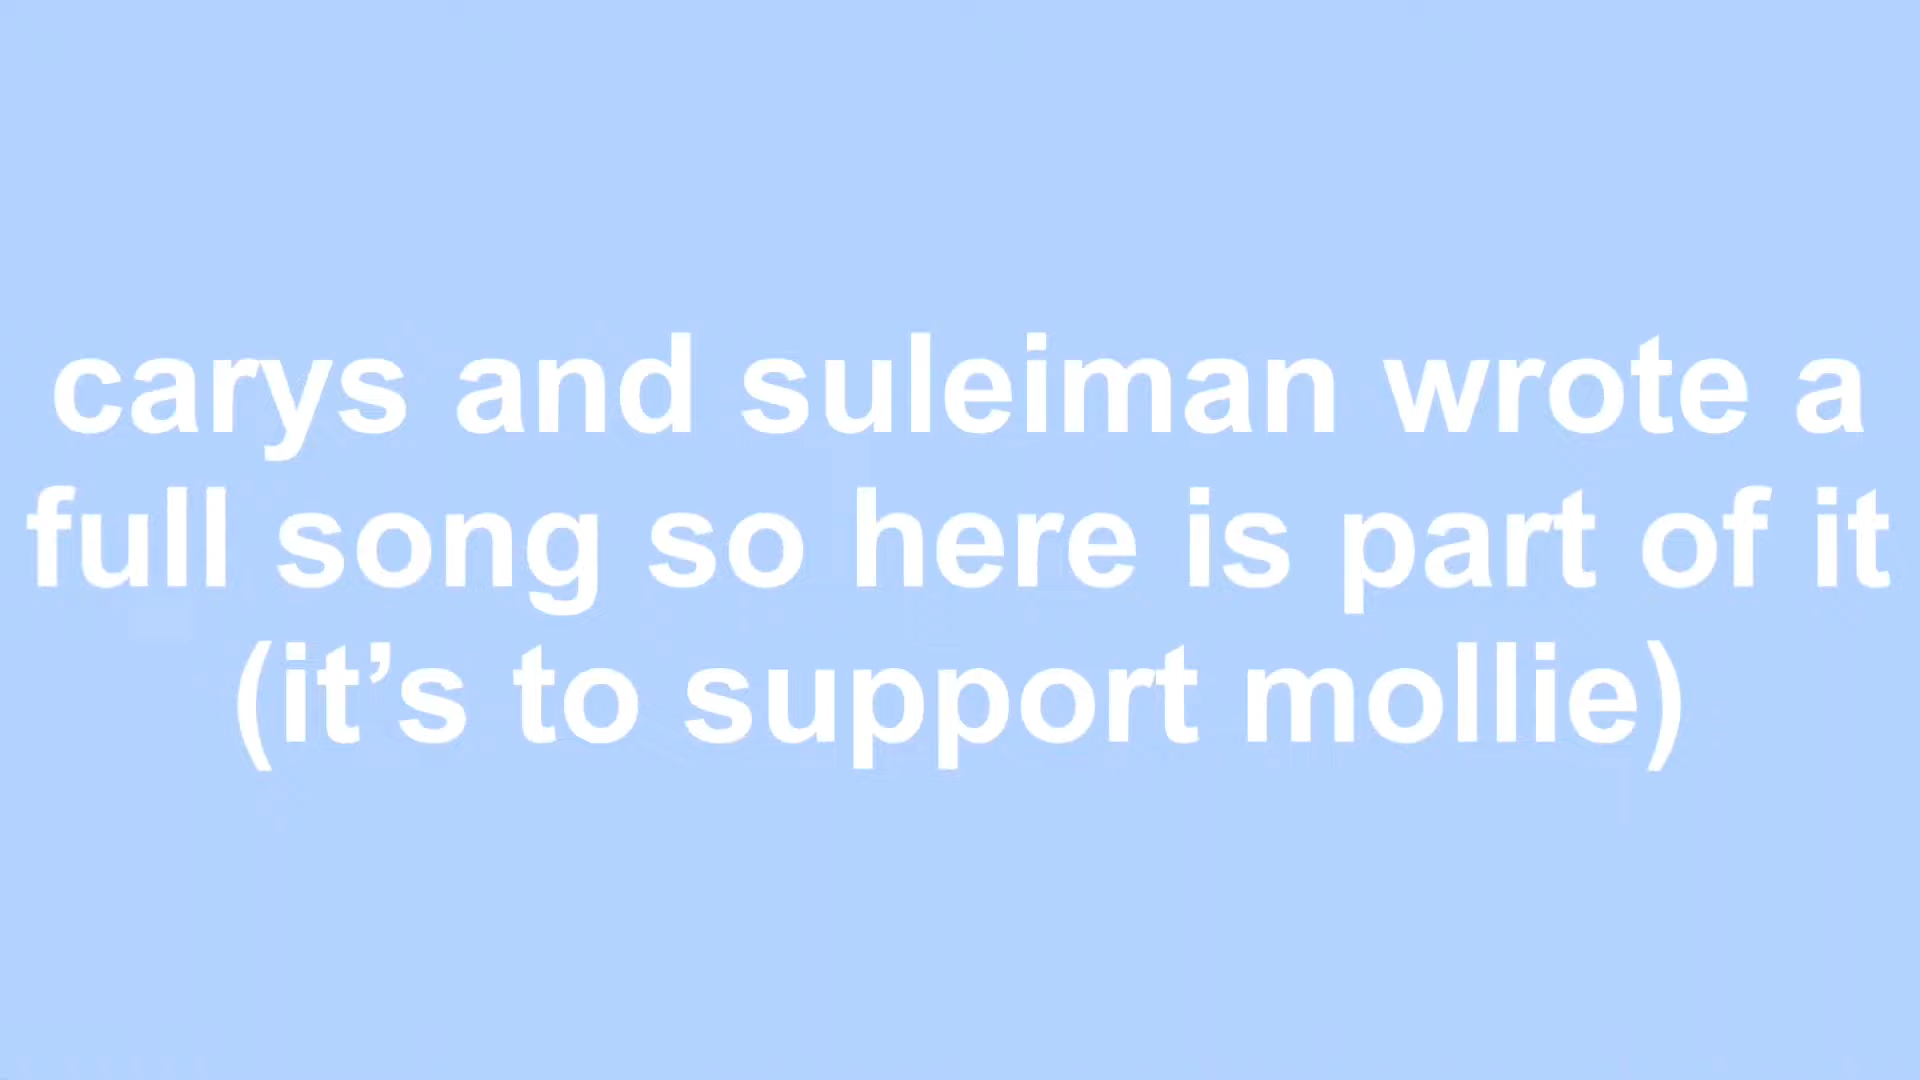 carys and suleiman wrote a
full song so here is part of it
(it’s to support mollie)